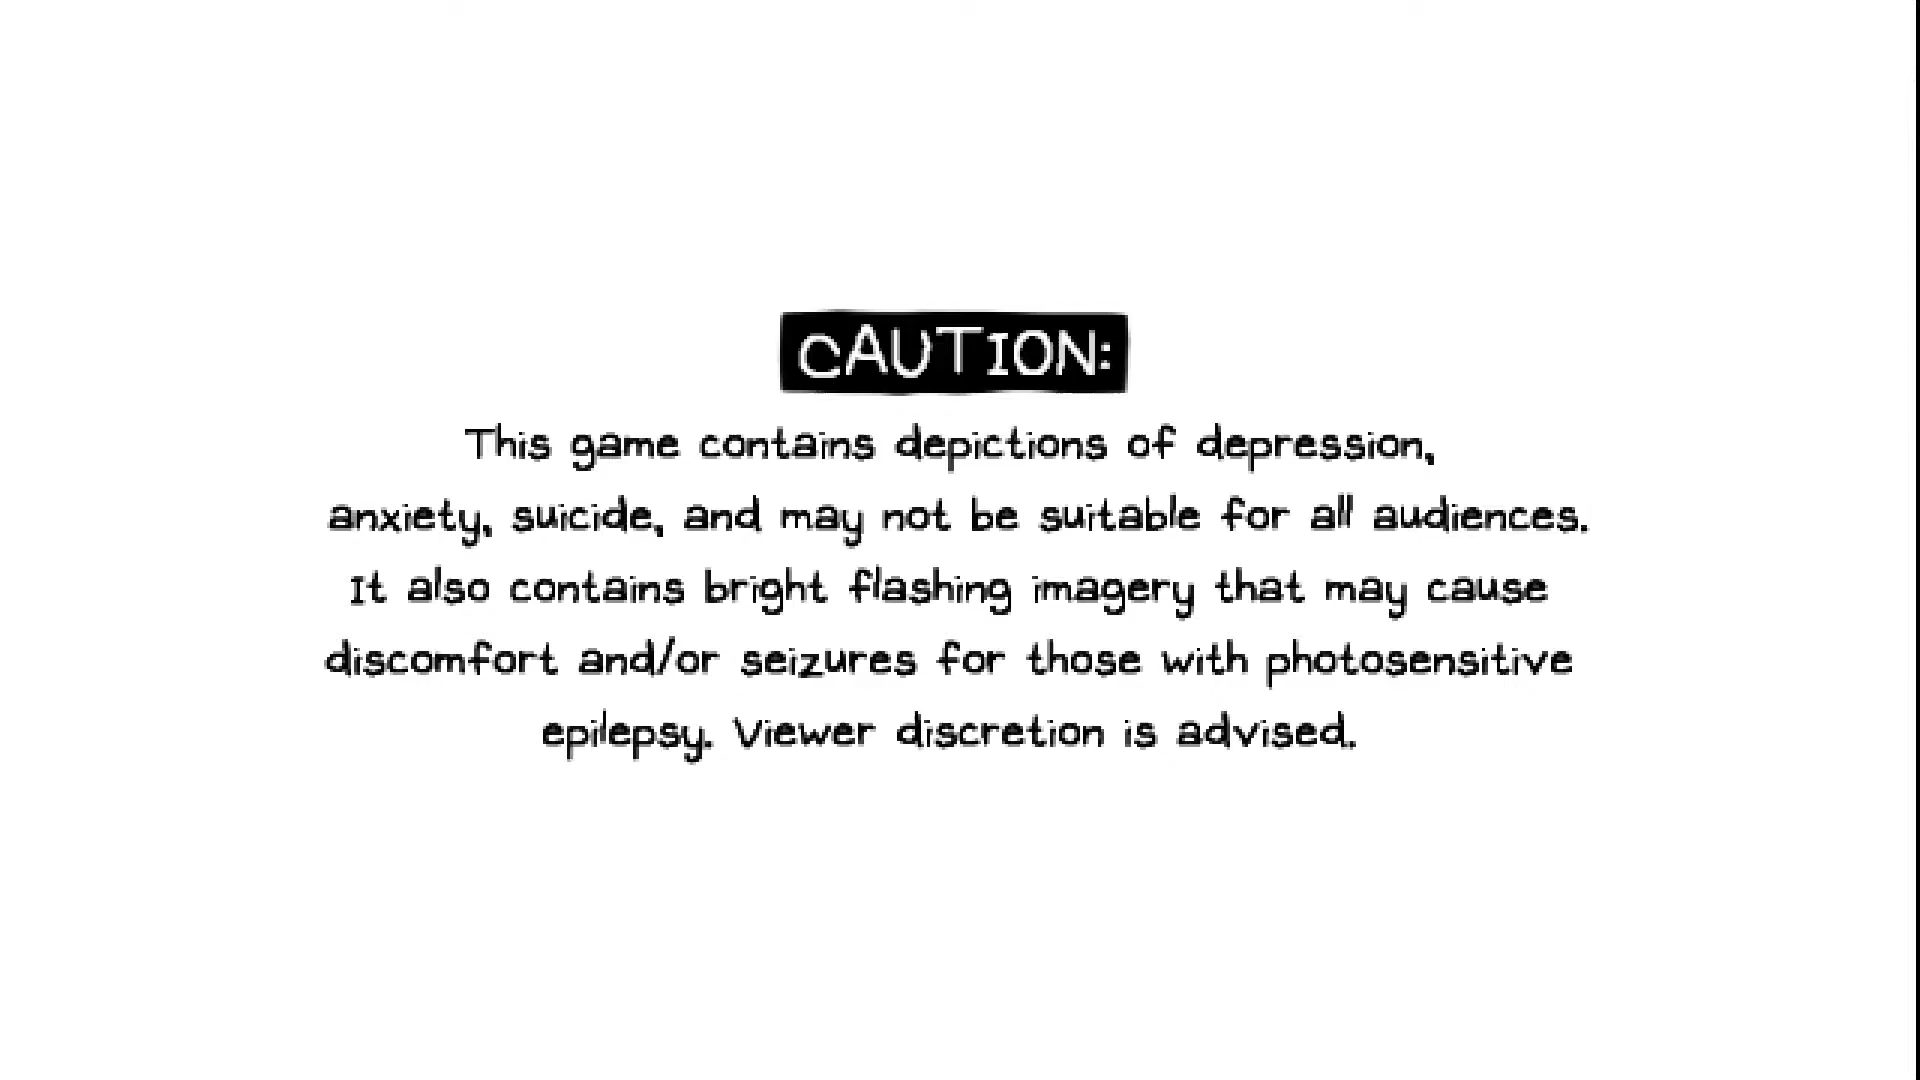 CAUTION:
This game contains depictions of depression,
anxiety, suicide, and may not be suitable for all audiences.
It also contains bright flashing imagery that may cause
discomfort and/or seizures for those with photosensitive
epilepsy. Viewer discretion is advised.